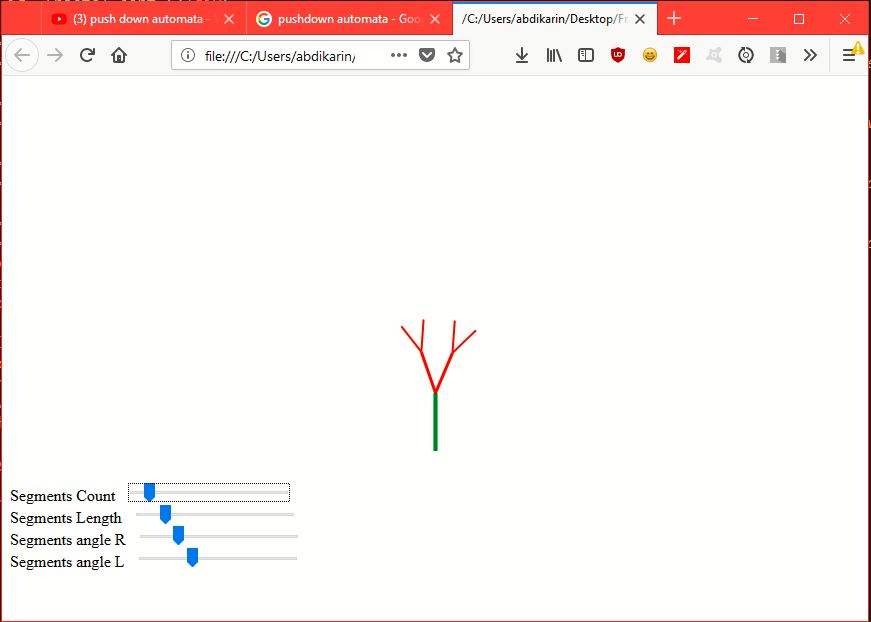 (3) push down automata -
pushdown automata - Goo
/C:/Users/abdikarin/Desktop/Fr
file:///C:/Users/abdikarin/
Segments Count
Segments Length
Segments angle R
Segments angle L